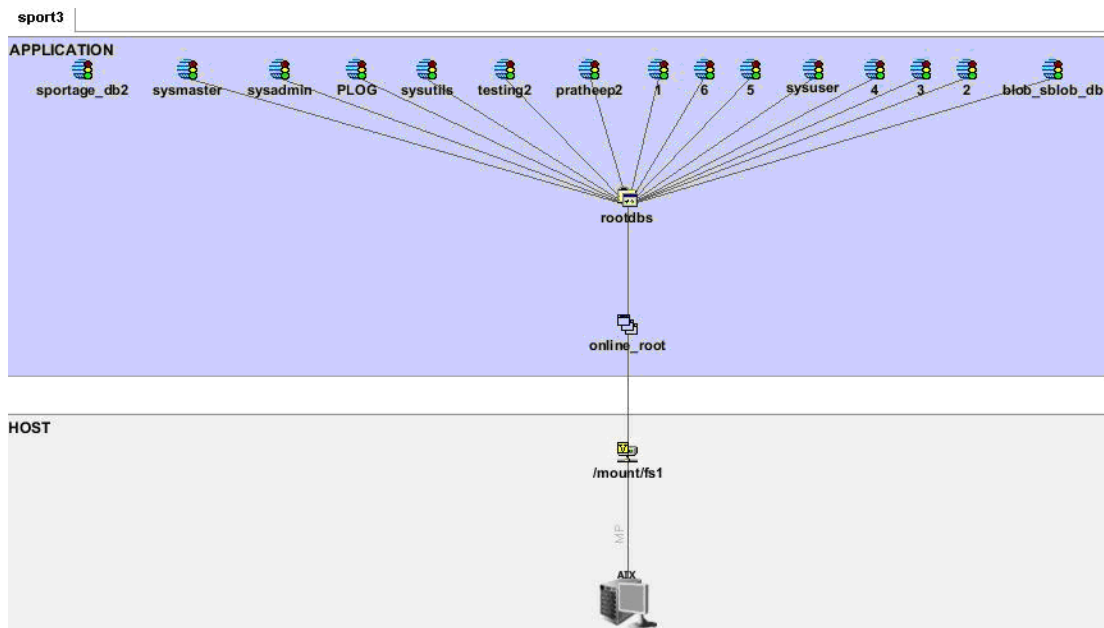 sport3
APPLICATION
sportage_db2 sysmaster sysadmin PLOG sysutils testing2 pratheep2 1 6 5 sysuser 4 3 2 blob_sblob_db
rootdbs
online_root
HOST
/mount/fs1
MP
AIX